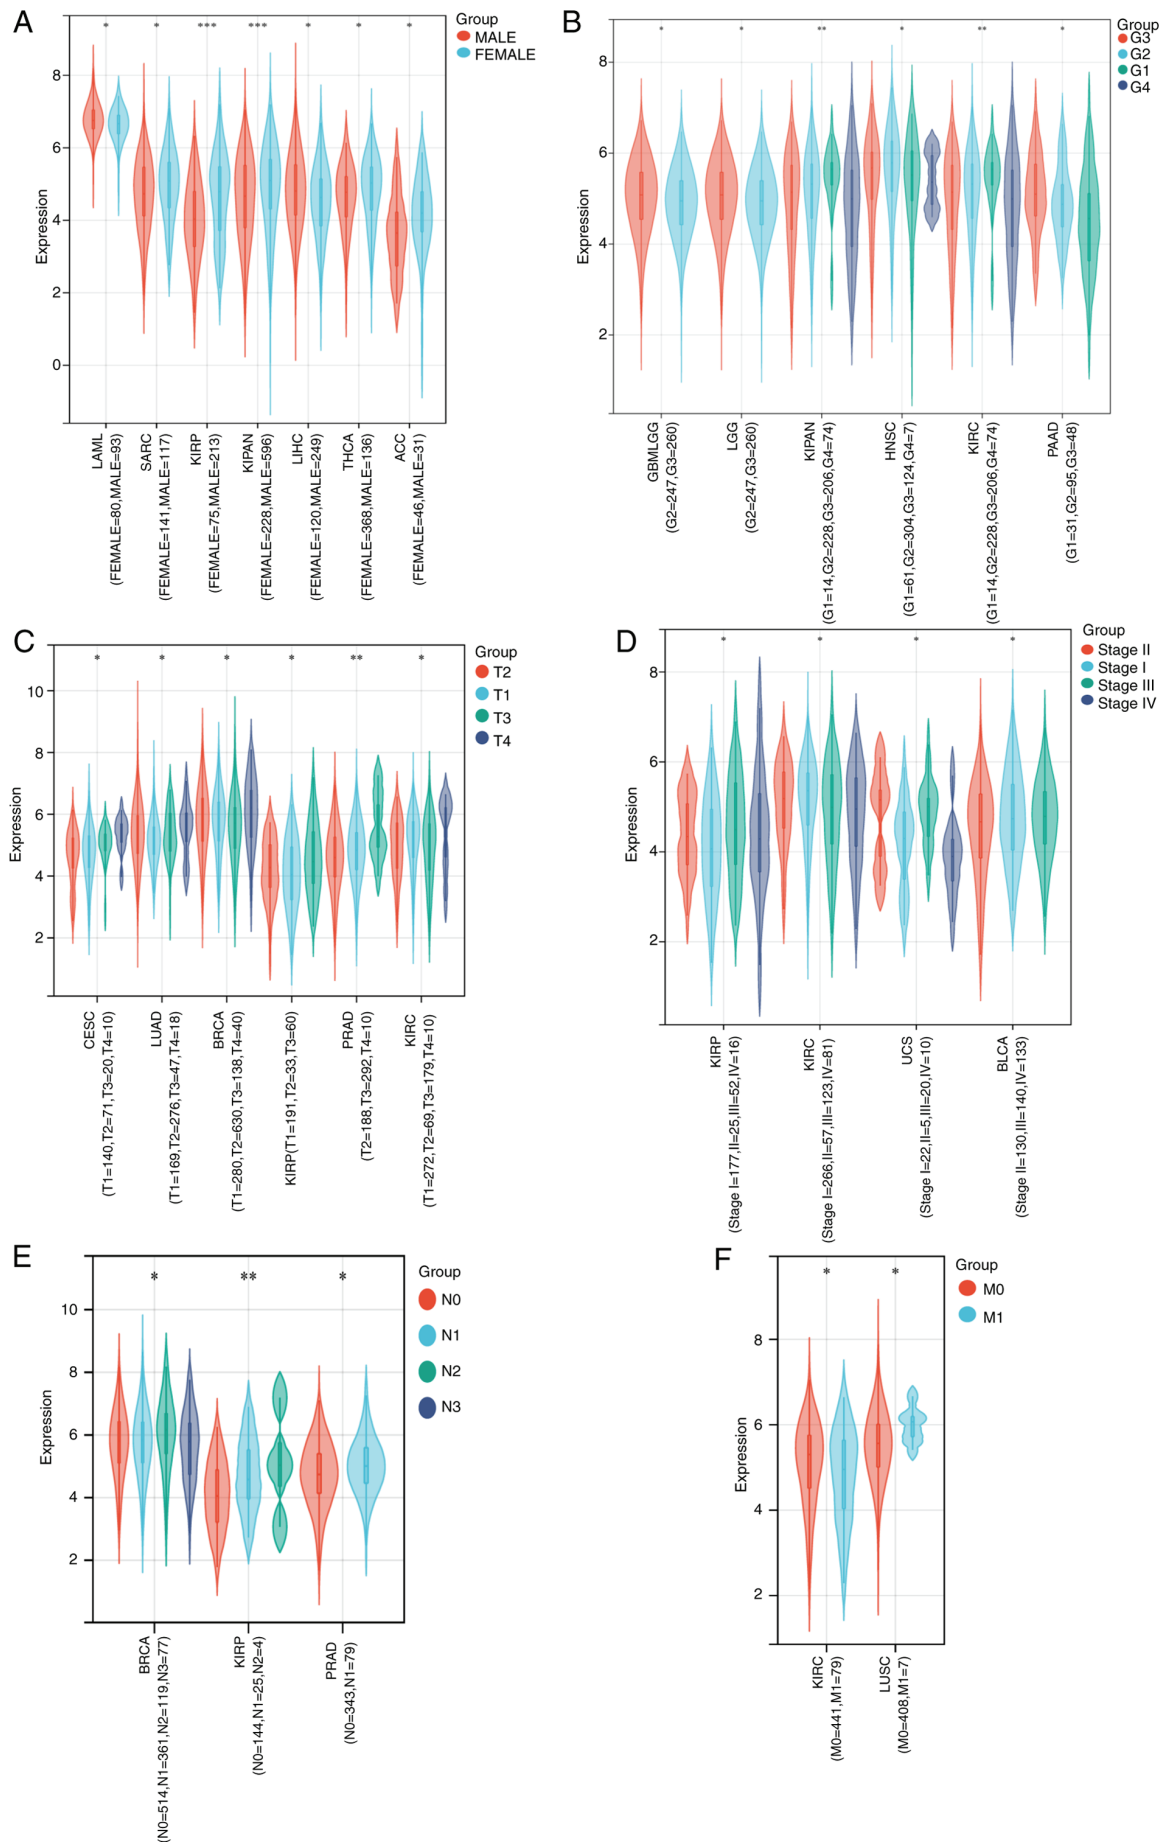 A
Group
MALE
FEMALE
* * *** *** * * *
Expression
8
6
4
2
0
LAML
(FEMALE=80,MALE=93)
SARC
(FEMALE=141,MALE=117)
KIRP
(FEMALE=75,MALE=213)
KIPAN
(FEMALE=228,MALE=596)
LIHC
(FEMALE=120,MALE=249)
THCA
(FEMALE=368,MALE=136)
ACC
(FEMALE=46,MALE=31)
B
Group
G3
G2
G1
G4
* * ** * ** *
Expression
8
6
4
2
GBMLGG
(G2=247,G3=260)
LGG
(G2=247,G3=260)
KIPAN
(G1=14,G2=228,G3=206,G4=74)
HNSC
(G1=61,G2=304,G3=124,G4=7)
KIRC
(G1=14,G2=228,G3=206,G4=74)
PAAD
(G1=31,G2=95,G3=48)
C
Group
T2
T1
T3
T4
* * * * ** *
Expression
10
8
6
4
2
CESC
(T1=140,T2=71,T3=20,T4=10)
LUAD
(T1=169,T2=276,T3=47,T4=18)
BRCA
(T1=280,T2=630,T3=138,T4=40)
KIRP(T1=191,T2=33,T3=60)
PRAD
(T2=188,T3=292,T4=10)
KIRC
(T1=272,T2=69,T3=179,T4=10)
D
Group
Stage II
Stage I
Stage III
Stage IV
* * * *
Expression
8
6
4
2
KIRP
(Stage I=177,II=25,III=52,IV=16)
KIRC
(Stage I=266,II=57,III=123,IV=81)
UCS
(Stage I=22,II=5,III=20,IV=10)
BLCA
(Stage II=130,III=140,IV=133)
E
Group
N0
N1
N2
N3
* ** *
Expression
10
8
6
4
2
BRCA
(N0=514,N1=361,N2=119,N3=77)
KIRP
(N0=144,N1=25,N2=4)
PRAD
(N0=343,N1=79)
F
Group
M0
M1
* *
Expression
8
6
4
2
KIRC
(M0=441,M1=79)
LUSC
(M0=408,M1=7)